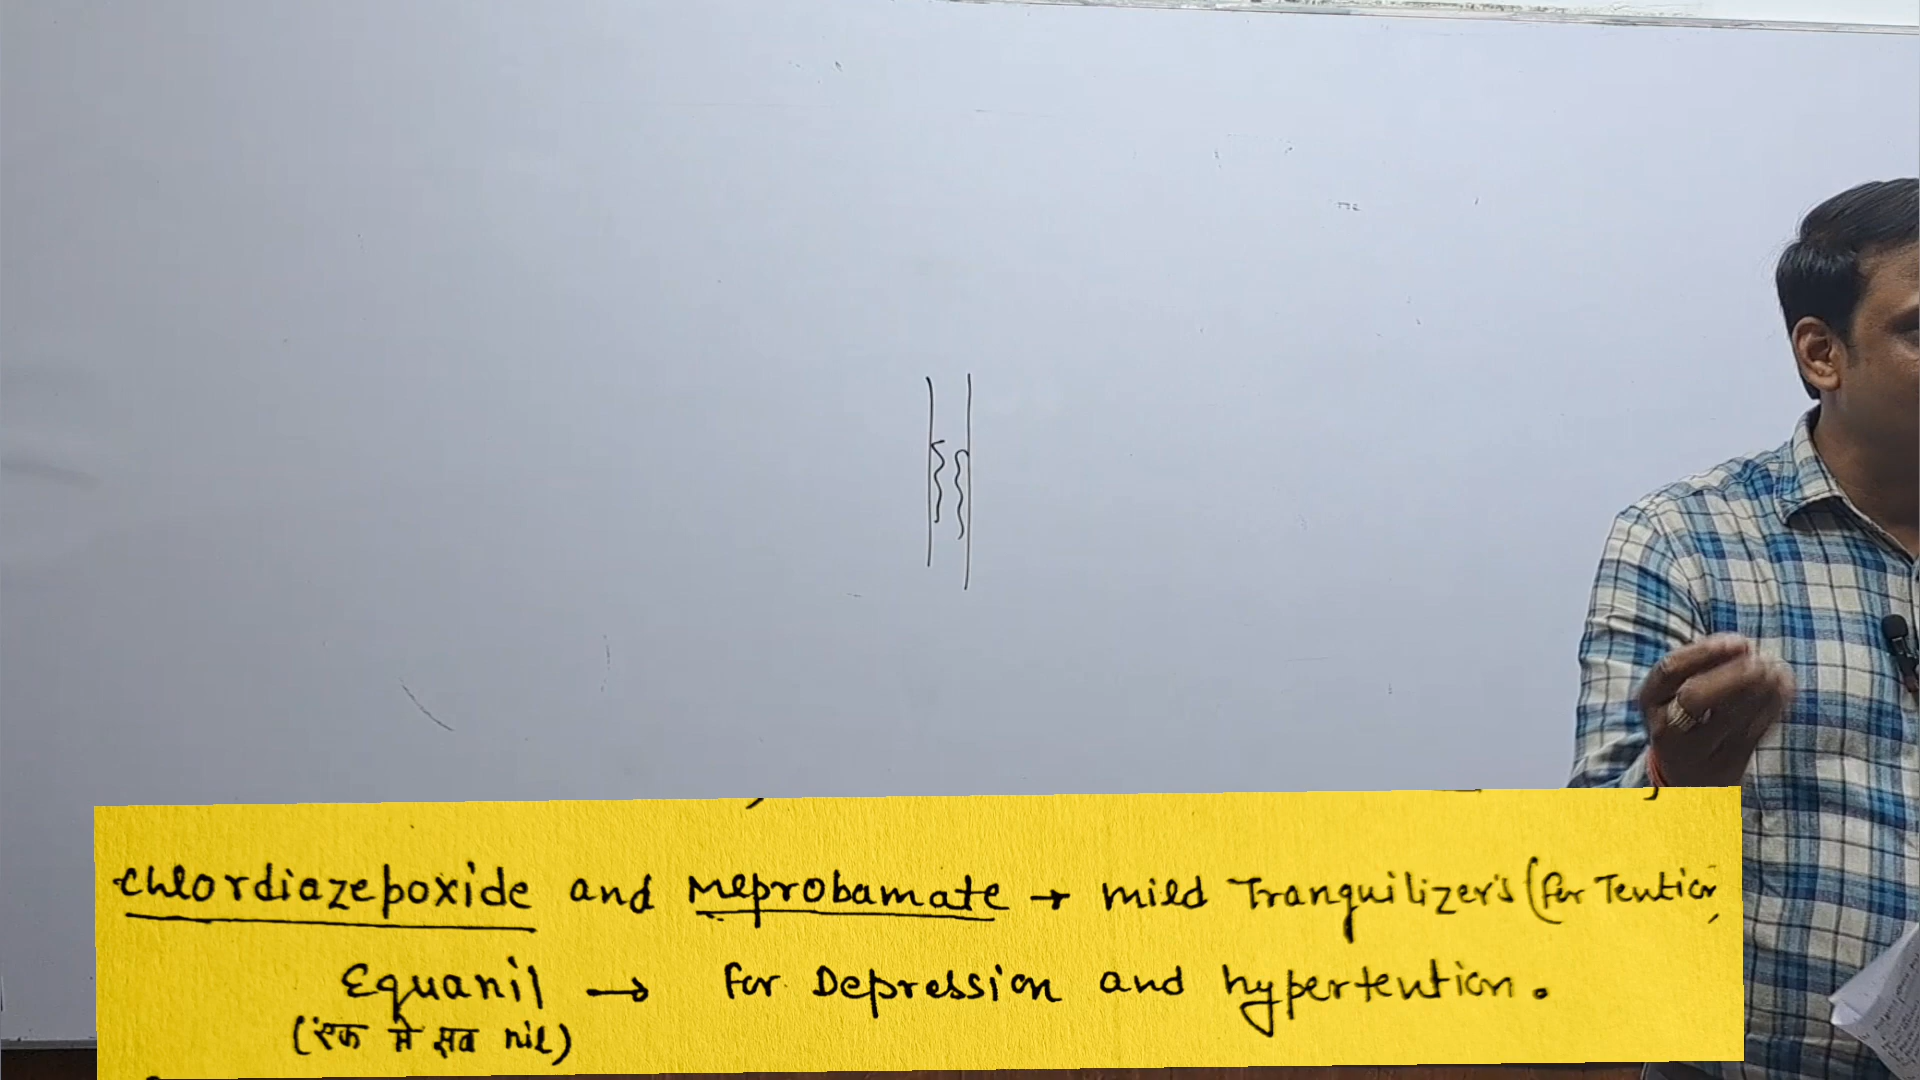 Chlordiazepoxide and Meprobamate → mild Tranquilizer's (for Tention,
Equanil → for Depression and hypertention.
(एक मे सब nil)